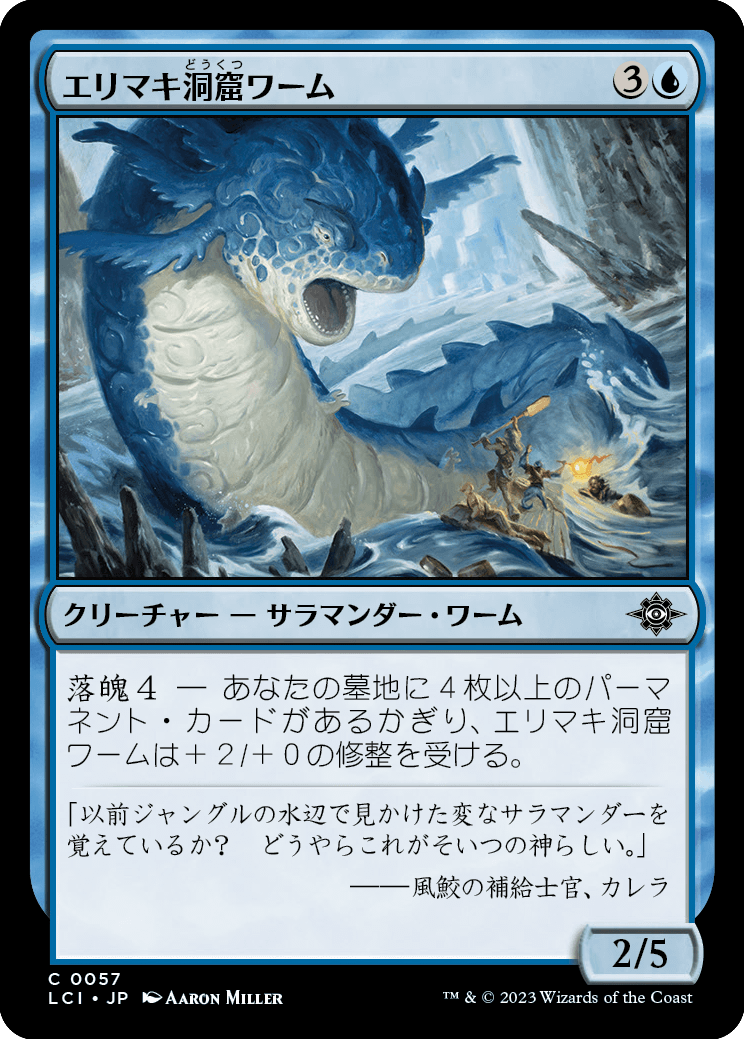 どうくつ
エリマキ洞窟ワーム 3
クリーチャー — サラマンダー・ワーム
落魄4 — あなたの墓地に4枚以上のパーマ
ネント・カードがあるかぎり、エリマキ洞窟
ワームは+2/+0の修整を受ける。
「以前ジャングルの水辺で見かけた変なサラマンダーを
覚えているか? どうやらこれがそいつの神らしい。」
——風鮫の補給士官、カレラ
2/5
C 0057
LCI • JP Aaron Miller
™ & © 2023 Wizards of the Coast